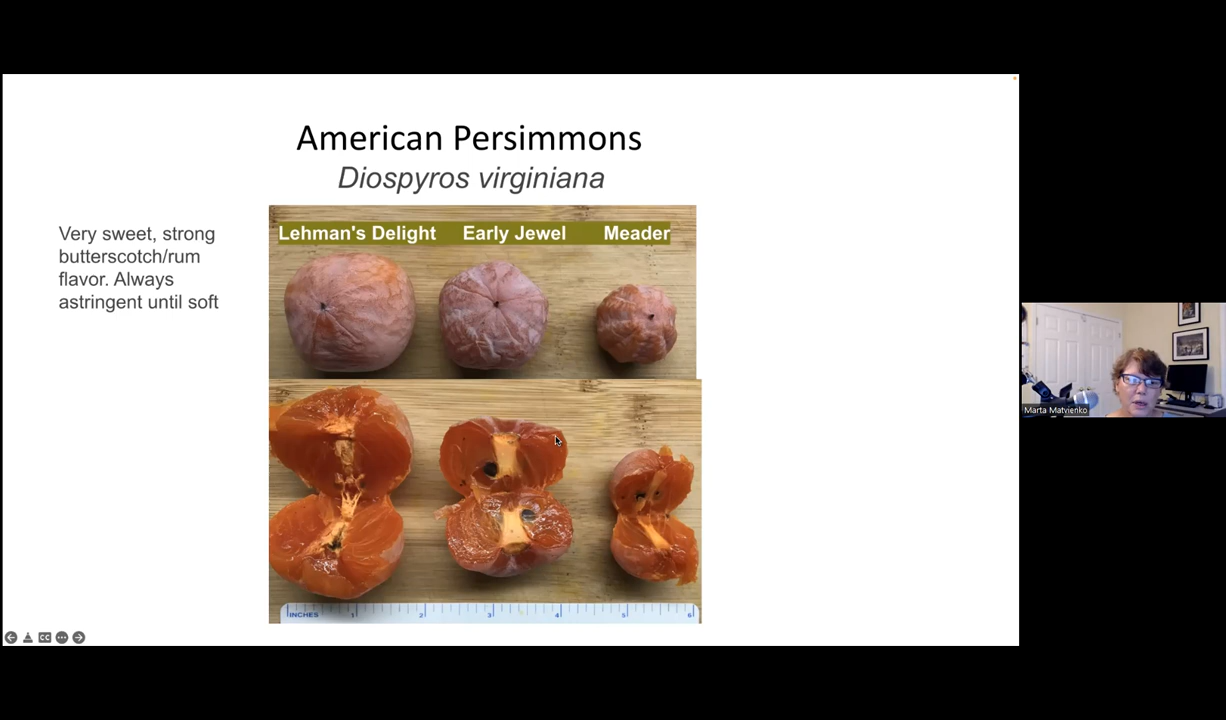 American Persimmons
Diospyros virginiana
Very sweet, strong
butterscotch/rum
flavor. Always
astringent until soft
Lehman's Delight Early Jewel Meader
INCHES 1 2 3 4 5 6
CC
Marta Matvienko